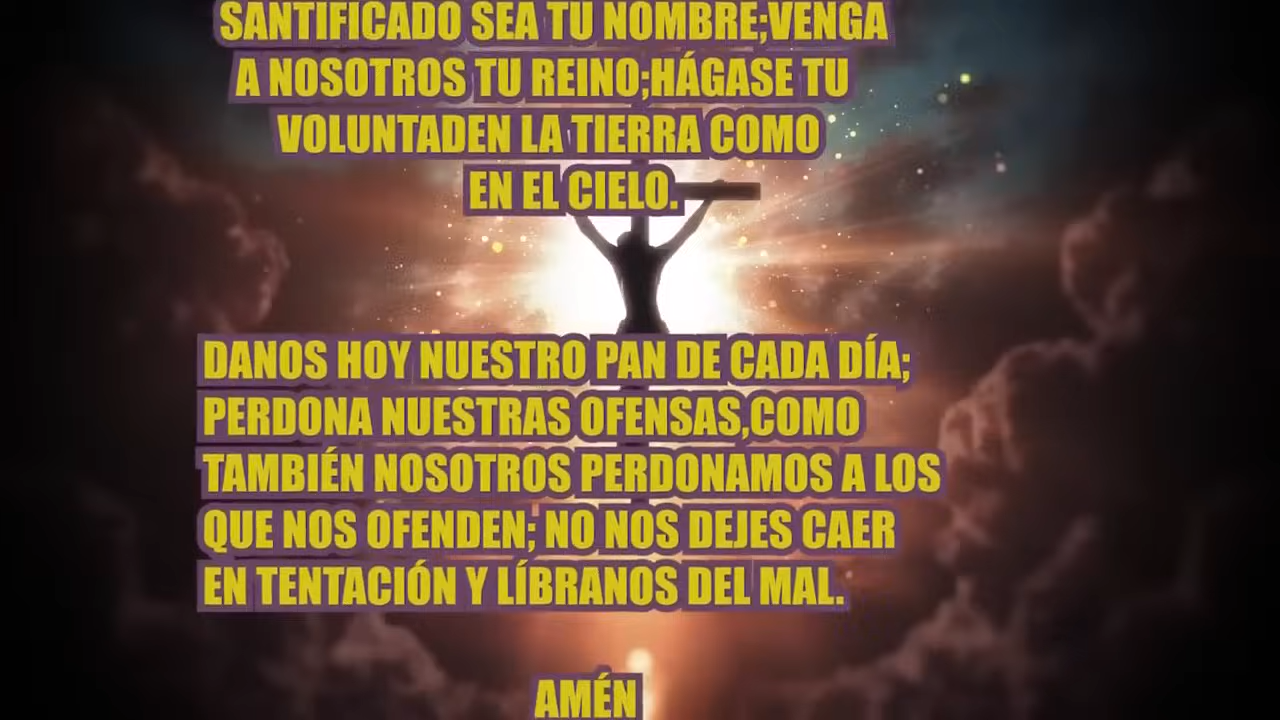 SANTIFICADO SEA TU NOMBRE;VENGA
A NOSOTROS TU REINO;HÁGASE TU
VOLUNTADEN LA TIERRA COMO
EN EL CIELO.
DANOS HOY NUESTRO PAN DE CADA DÍA;
PERDONA NUESTRAS OFENSAS,COMO
TAMBIÉN NOSOTROS PERDONAMOS A LOS
QUE NOS OFENDEN; NO NOS DEJES CAER
EN TENTACIÓN Y LÍBRANOS DEL MAL.
AMÉN